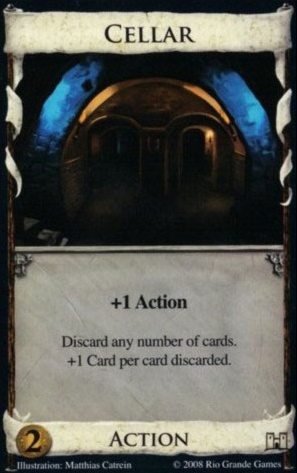 CELLAR
+1 Action
Discard any number of cards.
+1 Card per card discarded.
2
ACTION
Illustration: Matthias Catrein
© 2008 Rio Grande Games